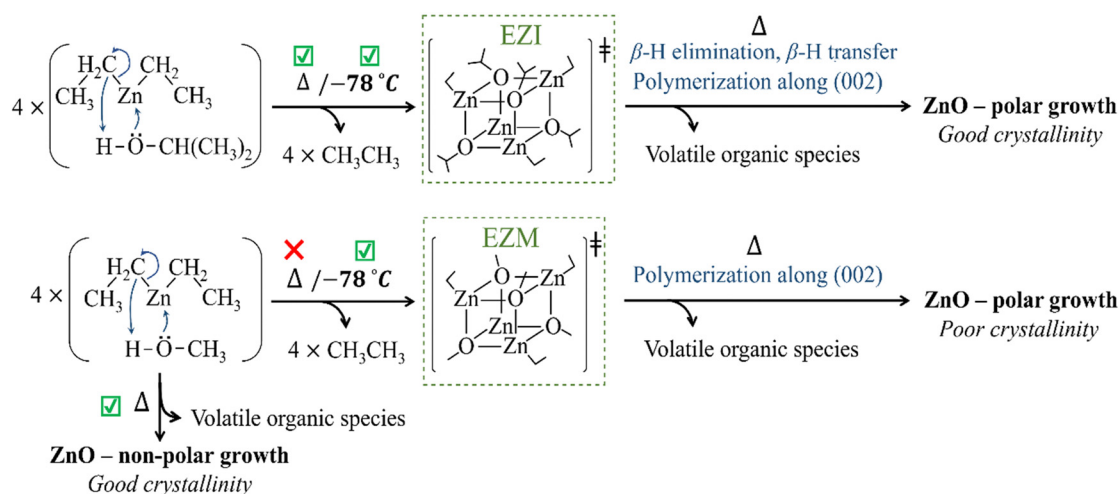 4 ×
H₂C CH₂
CH₃ Zn CH₃
H–Ö–CH(CH₃)₂
☑ ☑
Δ /−78 °C
4 × CH₃CH₃
EZI
‡
O Zn
Zn O
Zn O
O Zn
Δ
β-H elimination, β-H transfer
Polymerization along (002)
Volatile organic species
ZnO – polar growth
Good crystallinity
4 ×
H₂C CH₂
CH₃ Zn CH₃
H–Ö–CH₃
✕ ☑
Δ /−78 °C
4 × CH₃CH₃
EZM
‡
O Zn
Zn O
Zn O
O Zn
Δ
Polymerization along (002)
Volatile organic species
ZnO – polar growth
Poor crystallinity
☑ Δ
Volatile organic species
ZnO – non-polar growth
Good crystallinity